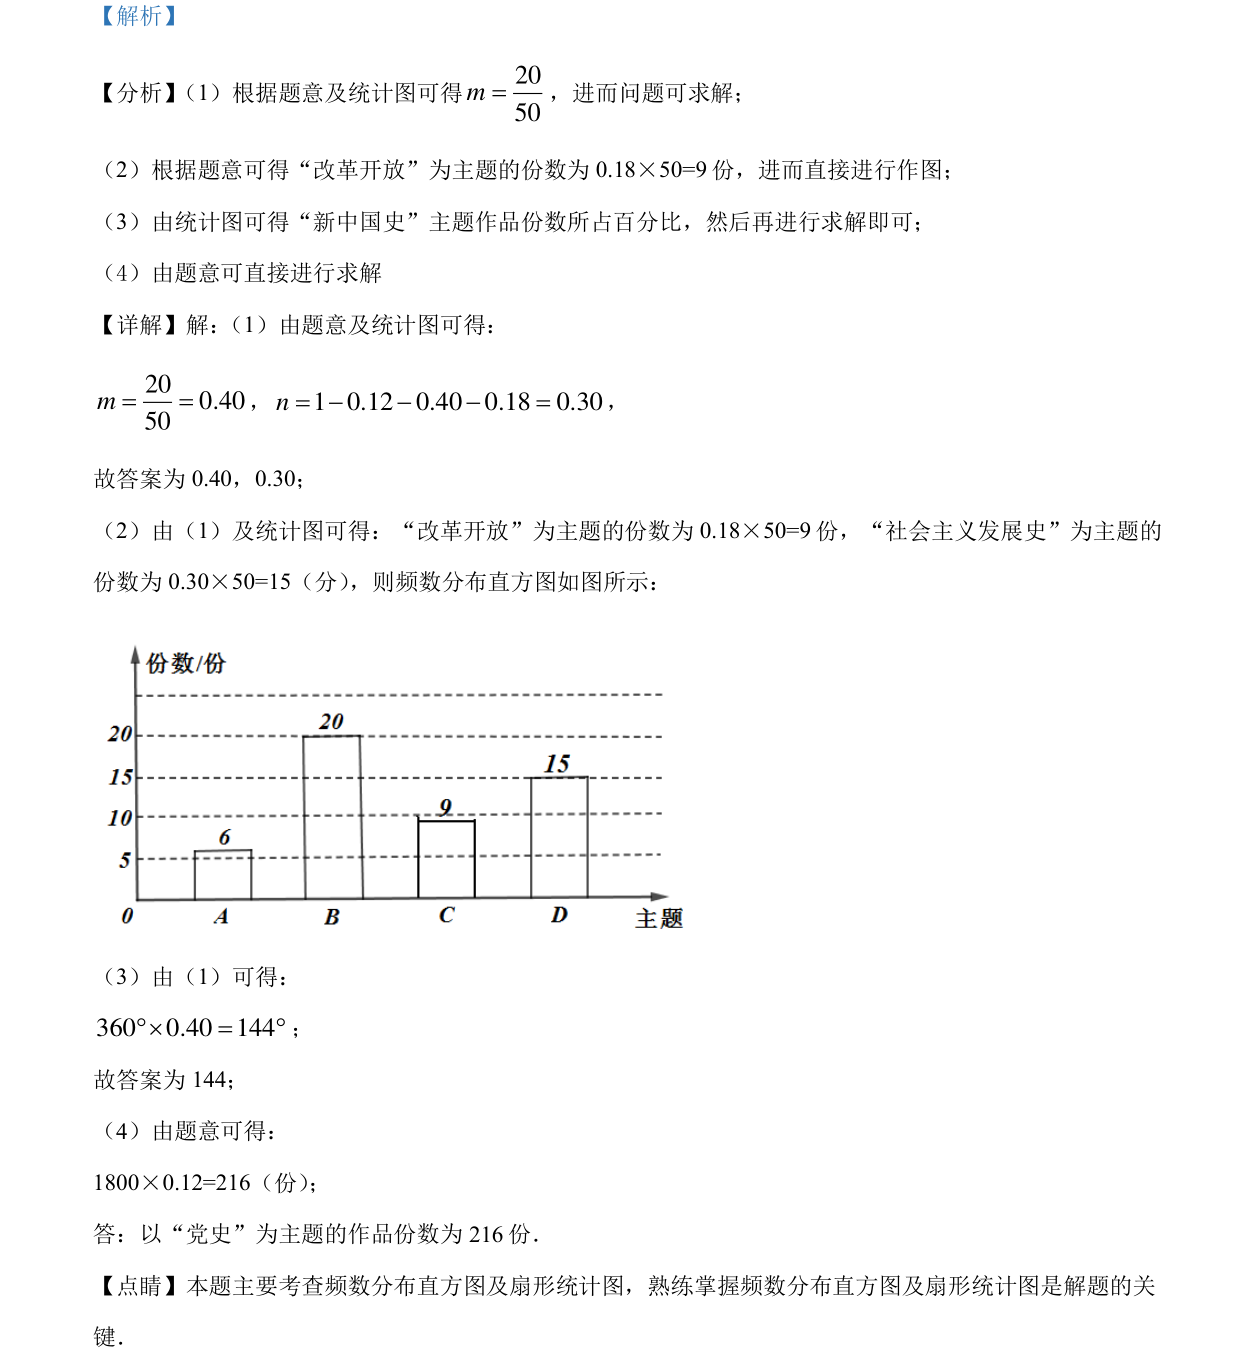 【解析】
【分析】（1）根据题意及统计图可得 m = 20/50，进而问题可求解；
（2）根据题意可得“改革开放”为主题的份数为 0.18×50=9 份，进而直接进行作图；
（3）由统计图可得“新中国史”主题作品份数所占百分比，然后再进行求解即可；
（4）由题意可直接进行求解
【详解】解：（1）由题意及统计图可得：
m = 20/50 = 0.40，n = 1−0.12−0.40−0.18 = 0.30，
故答案为 0.40，0.30；
（2）由（1）及统计图可得：“改革开放”为主题的份数为 0.18×50=9 份，“社会主义发展史”为主题的
份数为 0.30×50=15（分），则频数分布直方图如图所示：
份数/份
20
20
15
15
10
9
6
5
0 A B C D 主题
（3）由（1）可得：
360°×0.40 = 144°；
故答案为 144；
（4）由题意可得：
1800×0.12=216（份）；
答：以“党史”为主题的作品份数为 216 份．
【点睛】本题主要考查频数分布直方图及扇形统计图，熟练掌握频数分布直方图及扇形统计图是解题的关
键．